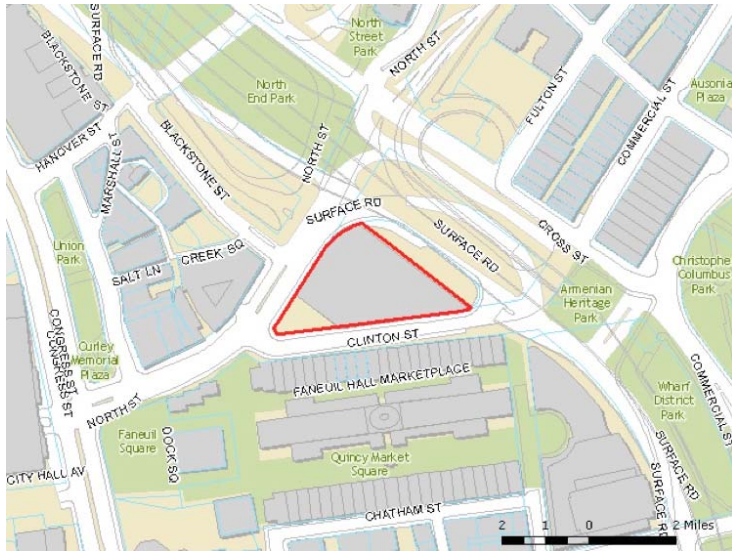 SURFACE RD
BLACKSTONE ST
North
Street
Park
NORTH ST
North
End Park
FULTON ST
COMMERCIAL ST
Ausonia
Plaza
HANOVER ST
MARSHALL ST
BLACKSTONE ST
NORTH ST
SURFACE RD
SURFACE RD
CROSS ST
Union
Park
CREEK SQ
SALT LN
Armenian
Heritage
Park
Christophe
Columbus
Park
CONGRESS ST
CONGRESS ST
Curley
Memorial
Plaza
CLINTON ST
FANEUIL HALL MARKETPLACE
NORTH ST
Wharf
District
Park
COMMERCIAL ST
Faneuil
Square
DOCK SQ
Quincy Market
Square
SURFACE RD
CITY HALL AV
CHATHAM ST
2 1 0 2 Miles